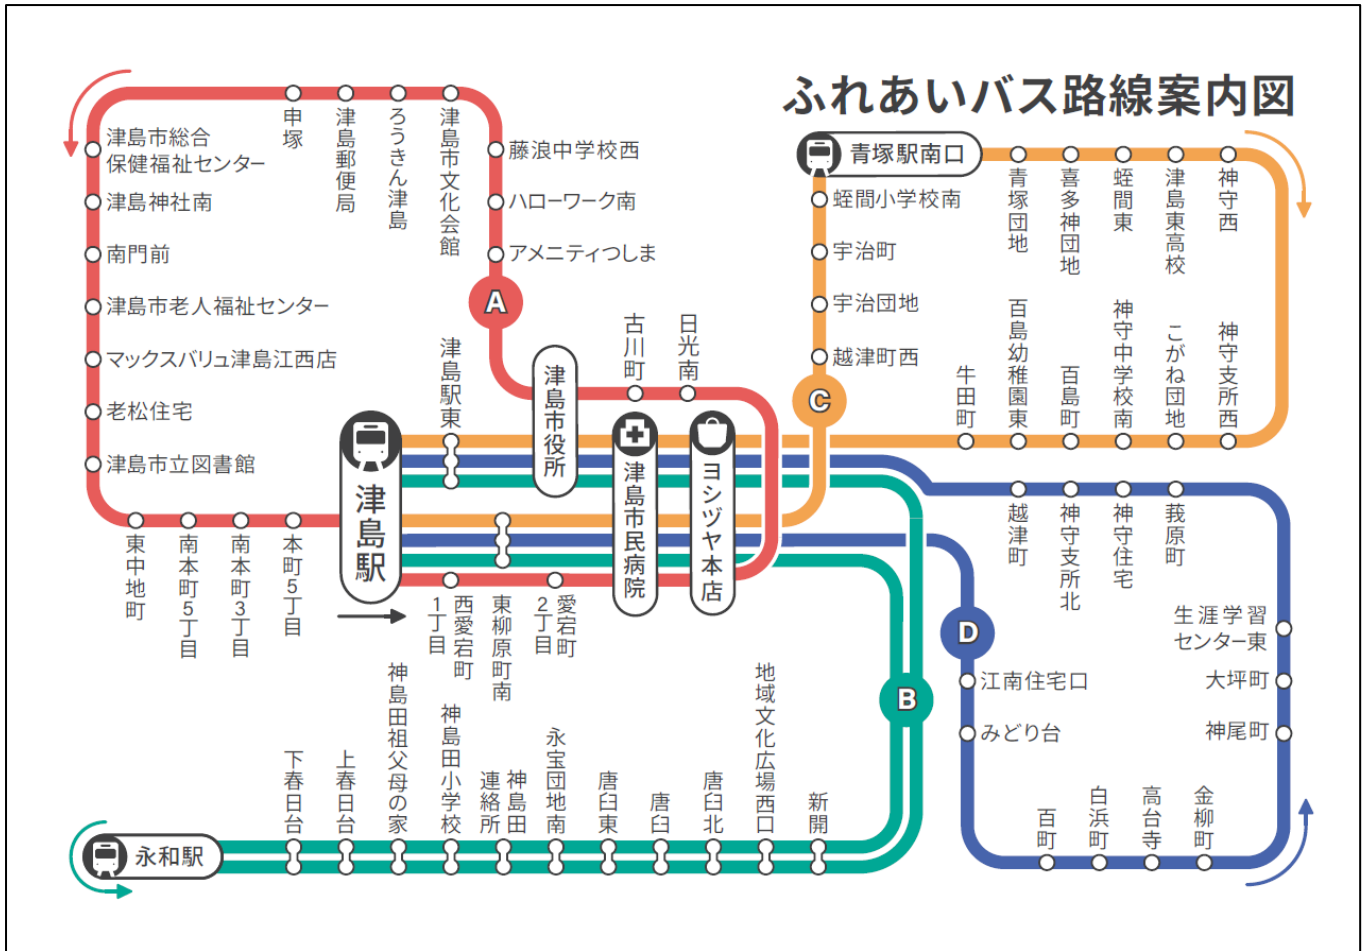 ふれあいバス路線案内図
申塚
津島郵便局
ろうきん津島
津島市文化会館
津島市総合
保健福祉センター
津島神社南
南門前
津島市老人福祉センター
マックスバリュ津島江西店
老松住宅
津島市立図書館
東中地町
南本町5丁目
南本町3丁目
本町5丁目
藤浪中学校西
ハローワーク南
アメニティつしま
A
津島駅東
津島市役所
古川町
日光南
津島駅
津島市民病院
ヨシヅヤ本店
西愛宕町
1丁目
東柳原町南
愛宕町
2丁目
青塚駅南口
青塚団地
喜多神団地
蛭間東
津島東高校
神守西
蛭間小学校南
宇治町
宇治団地
越津町西
C
牛田町
百島幼稚園東
百島町
神守中学校南
こがね団地
神守支所西
越津町
神守支所北
神守住宅
莪原町
生涯学習
センター東
大坪町
神尾町
D
江南住宅口
みどり台
百町
白浜町
高台寺
金柳町
B
永和駅
下春日台
上春日台
神島田祖父母の家
神島田小学校
神島田
連絡所
永宝団地南
唐臼東
唐臼
唐臼北
地域文化広場西口
新開